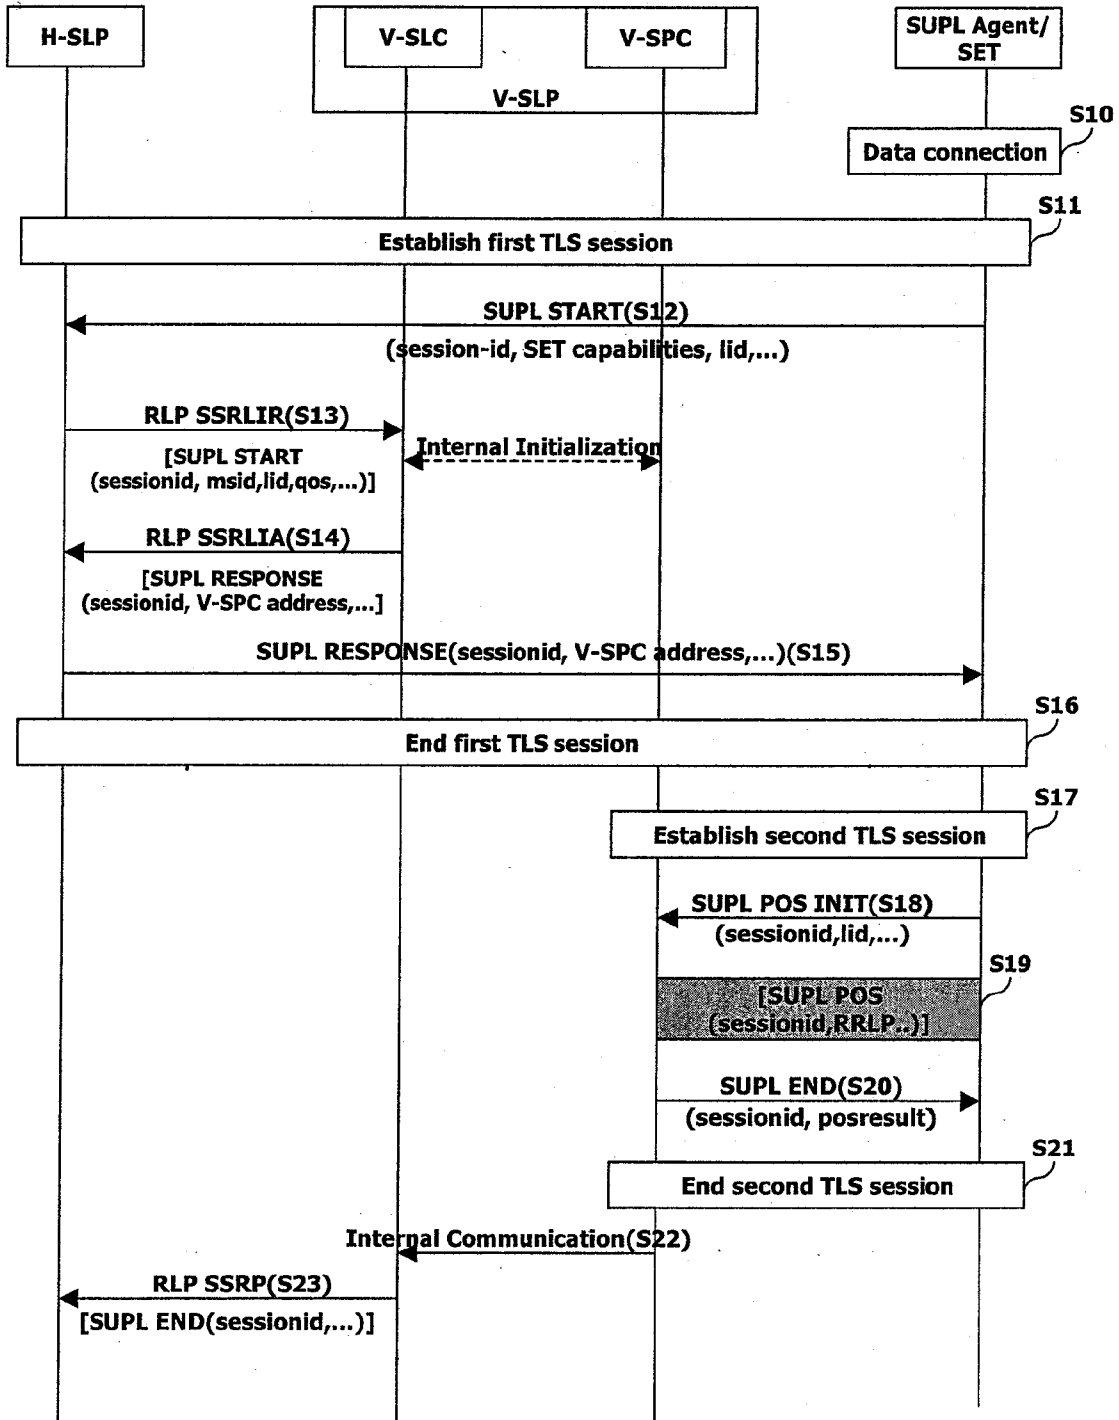 H-SLP
V-SLC
V-SPC
SUPL Agent/
SET
V-SLP
S10
Data connection
S11
Establish first TLS session
SUPL START(S12)
(session-id, SET capabilities, lid,...)
RLP SSRLIR(S13)
[SUPL START
(sessionid, msid,lid,qos,...)]
Internal Initialization
RLP SSRLIA(S14)
[SUPL RESPONSE
(sessionid, V-SPC address,...]
SUPL RESPONSE(sessionid, V-SPC address,...)(S15)
S16
End first TLS session
S17
Establish second TLS session
SUPL POS INIT(S18)
(sessionid,lid,...)
S19
[SUPL POS
(sessionid,RRLP..)]
SUPL END(S20)
(sessionid, posresult)
S21
End second TLS session
Internal Communication(S22)
RLP SSRP(S23)
[SUPL END(sessionid,...)]